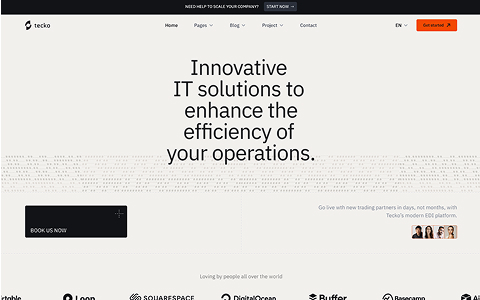 NEED HELP TO SCALE YOUR COMPANY? START NOW →
tecko Home Pages Blog Project Contact EN Get started
Innovative
IT solutions to
enhance the
efficiency of
your operations.
BOOK US NOW
Go live with new trading partners in days, not months, with
Tecko's modern EDI platform.
Loving by people all over the world
rtable Loop SQUARESPACE DigitalOcean Buffer Basecamp Ai